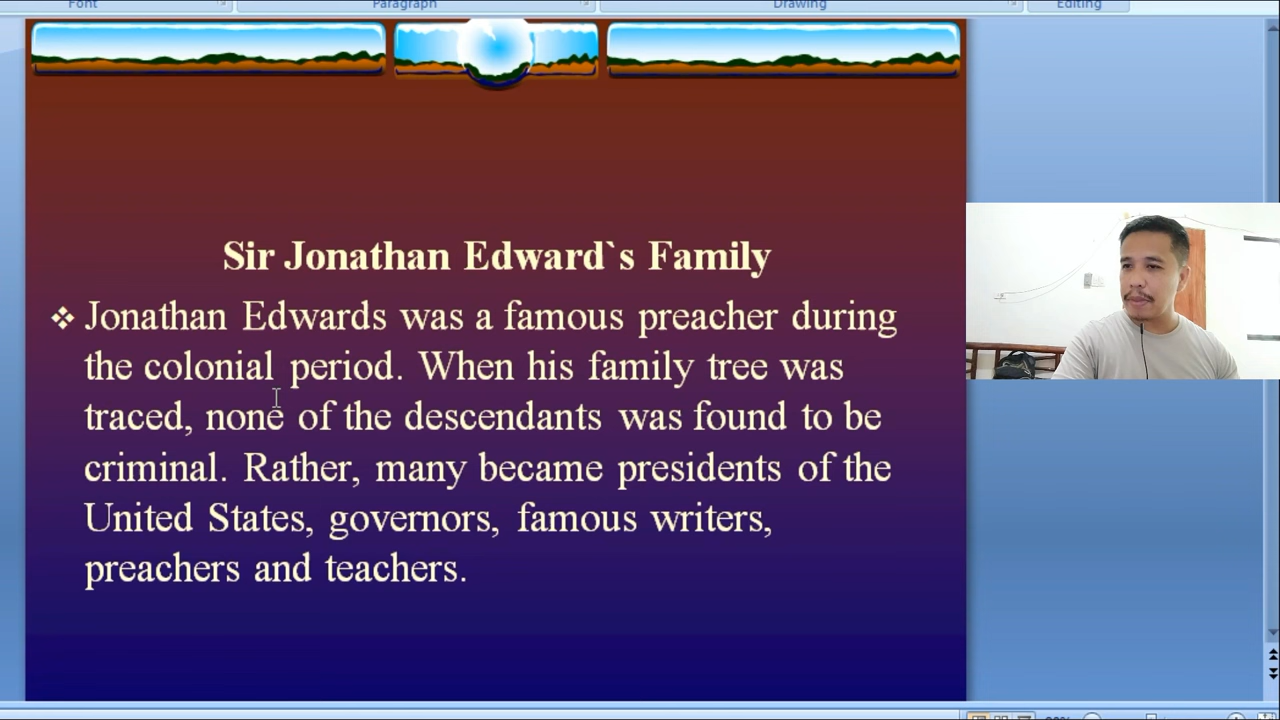 Font Paragraph Drawing Editing
Sir Jonathan Edward`s Family
❖ Jonathan Edwards was a famous preacher during
the colonial period. When his family tree was
traced, none of the descendants was found to be
criminal. Rather, many became presidents of the
United States, governors, famous writers,
preachers and teachers.